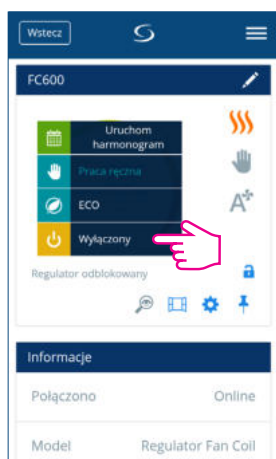 Wstecz
FC600
Uruchom
harmonogram
Praca ręczna
ECO
Wyłączony
A
Regulator odblokowany
Informacje
Połączono Online
Model Regulator Fan Coil